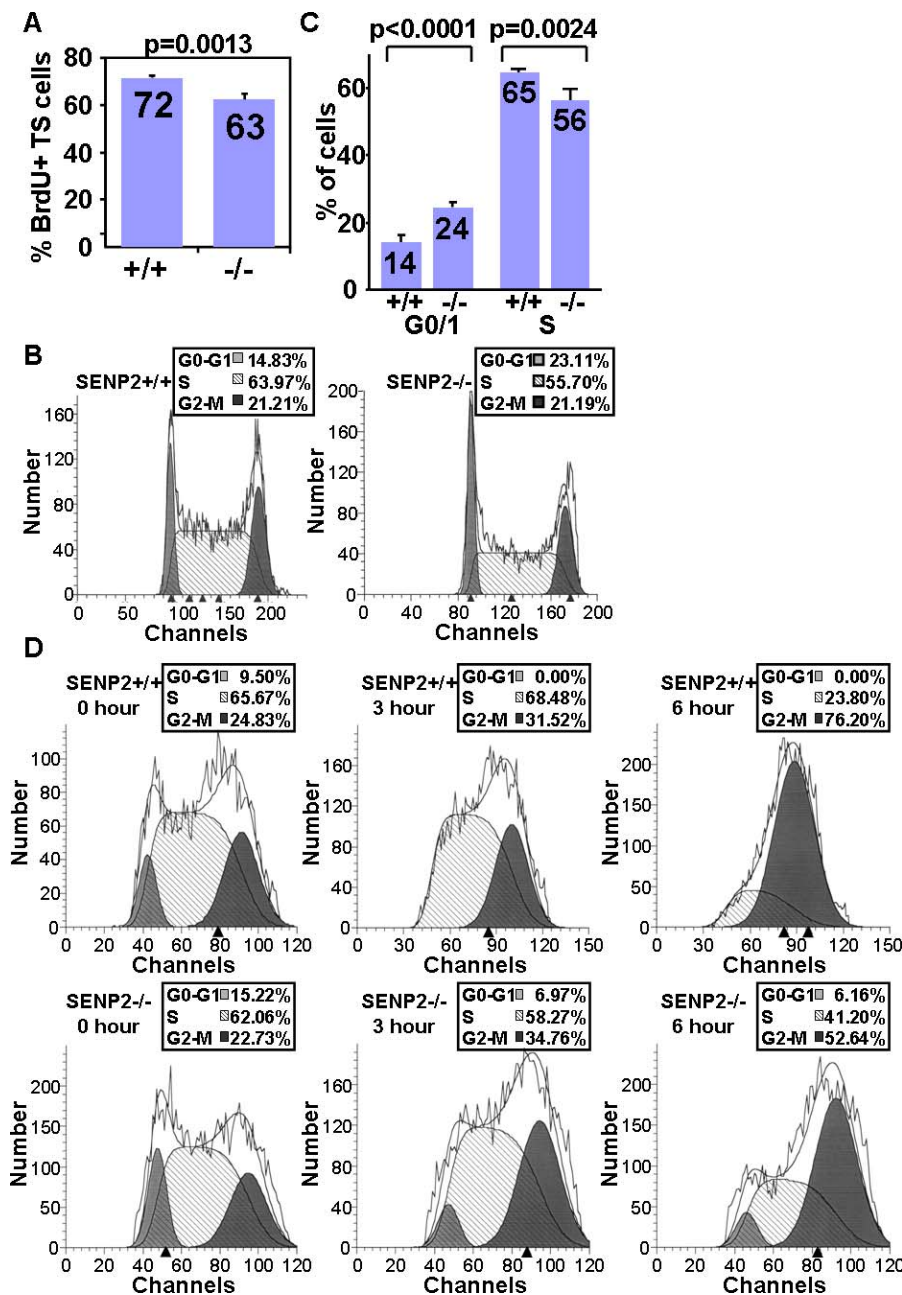 A
p=0.0013
% BrdU+ TS cells
80
60
40
20
0
72
63
+/+
-/-
C
p<0.0001
p=0.0024
% of cells
60
40
20
0
14
24
65
56
+/+
-/-
+/+
-/-
G0/1
S
B
SENP2+/+
G0-G1 14.83%
S 63.97%
G2-M 21.21%
Number
160
120
80
40
0
0 50 100 150 200
Channels
SENP2-/-
G0-G1 23.11%
S 55.70%
G2-M 21.19%
Number
200
160
120
80
40
0
0 40 80 120 160 200
Channels
D
SENP2+/+
0 hour
G0-G1 9.50%
S 65.67%
G2-M 24.83%
Number
100
80
60
40
20
0
0 20 40 60 80 100 120
Channels
SENP2+/+
3 hour
G0-G1 0.00%
S 68.48%
G2-M 31.52%
Number
160
120
80
40
0
0 30 60 90 120 150
Channels
SENP2+/+
6 hour
G0-G1 0.00%
S 23.80%
G2-M 76.20%
Number
200
150
100
50
0
0 30 60 90 120 150
Channels
SENP2-/-
0 hour
G0-G1 15.22%
S 62.06%
G2-M 22.73%
Number
200
150
100
50
0
0 20 40 60 80 100 120
Channels
SENP2-/-
3 hour
G0-G1 6.97%
S 58.27%
G2-M 34.76%
Number
160
120
80
40
0
0 20 40 60 80 100 120
Channels
SENP2-/-
6 hour
G0-G1 6.16%
S 41.20%
G2-M 52.64%
Number
200
150
100
50
0
0 20 40 60 80 100 120
Channels